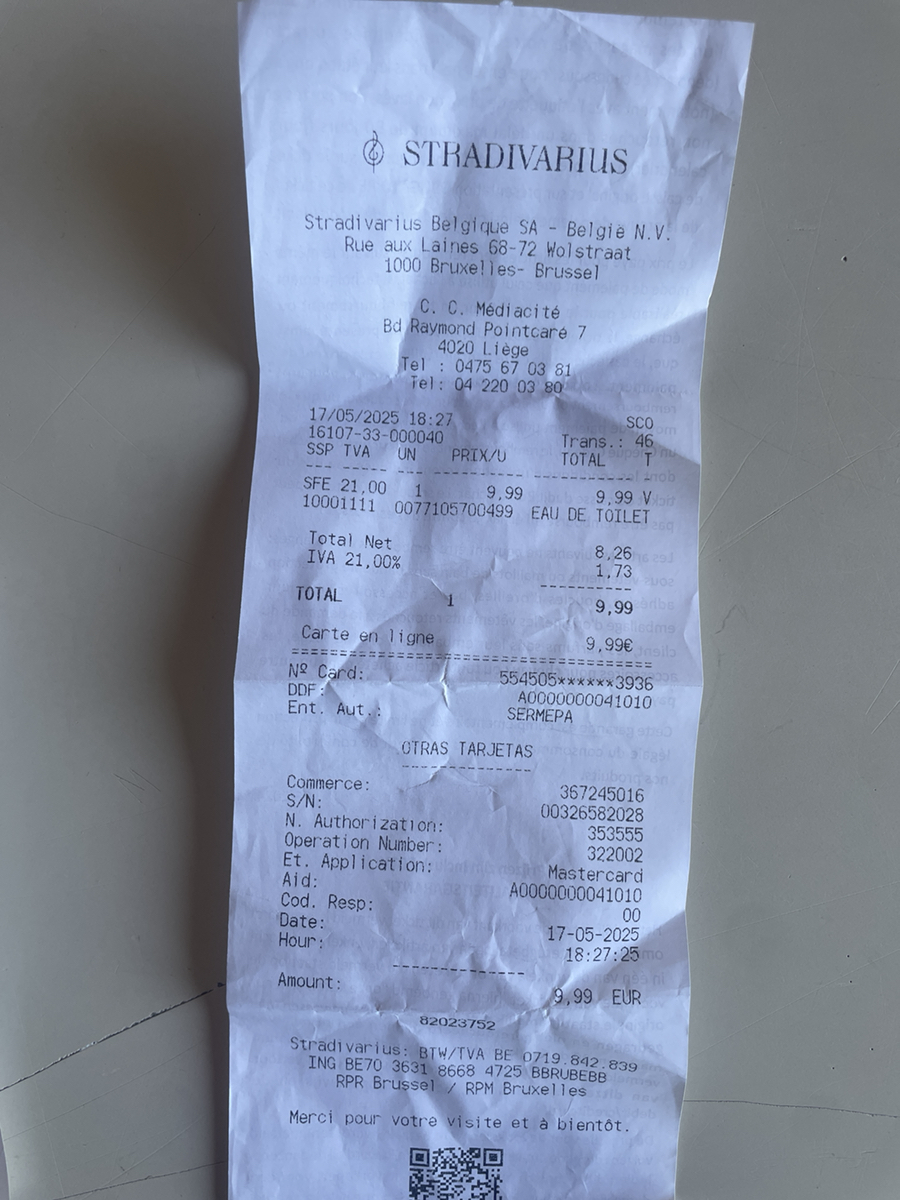 STRADIVARIUS
Stradivarius Belgique SA - Belgie N.V.
Rue aux Laines 68-72 Wolstraat
1000 Bruxelles- Brussel
C. C. Médiacité
Bd Raymond Pointcaré 7
4020 Liège
Tel : 0475 67 03 81
Tel: 04 220 03 80
17/05/2025 18:27 SCO
16107-33-000040 Trans.: 46
SSP TVA UN PRIX/U TOTAL T
SFE 21,00 1 9,99 9,99 V
10001111 0077105700499 EAU DE TOILET
Total Net 8,26
IVA 21,00% 1,73
TOTAL 1 9,99
Carte en ligne 9,99€
Nº Card: 554505******3936
DDF: A0000000041010
Ent. Aut.: SERMEPA
OTRAS TARJETAS
Commerce: 367245016
S/N: 00326582028
N. Authorization: 353555
Operation Number: 322002
Et. Application: Mastercard
Aid: A0000000041010
Cod. Resp: 00
Date: 17-05-2025
Hour: 18:27:25
Amount: 9,99 EUR
82023752
Stradivarius: BTW/TVA BE 0719.842.839
ING BE70 3631 8668 4725 BBRUBEBB
RPR Brussel / RPM Bruxelles
Merci pour votre visite et à bientôt.